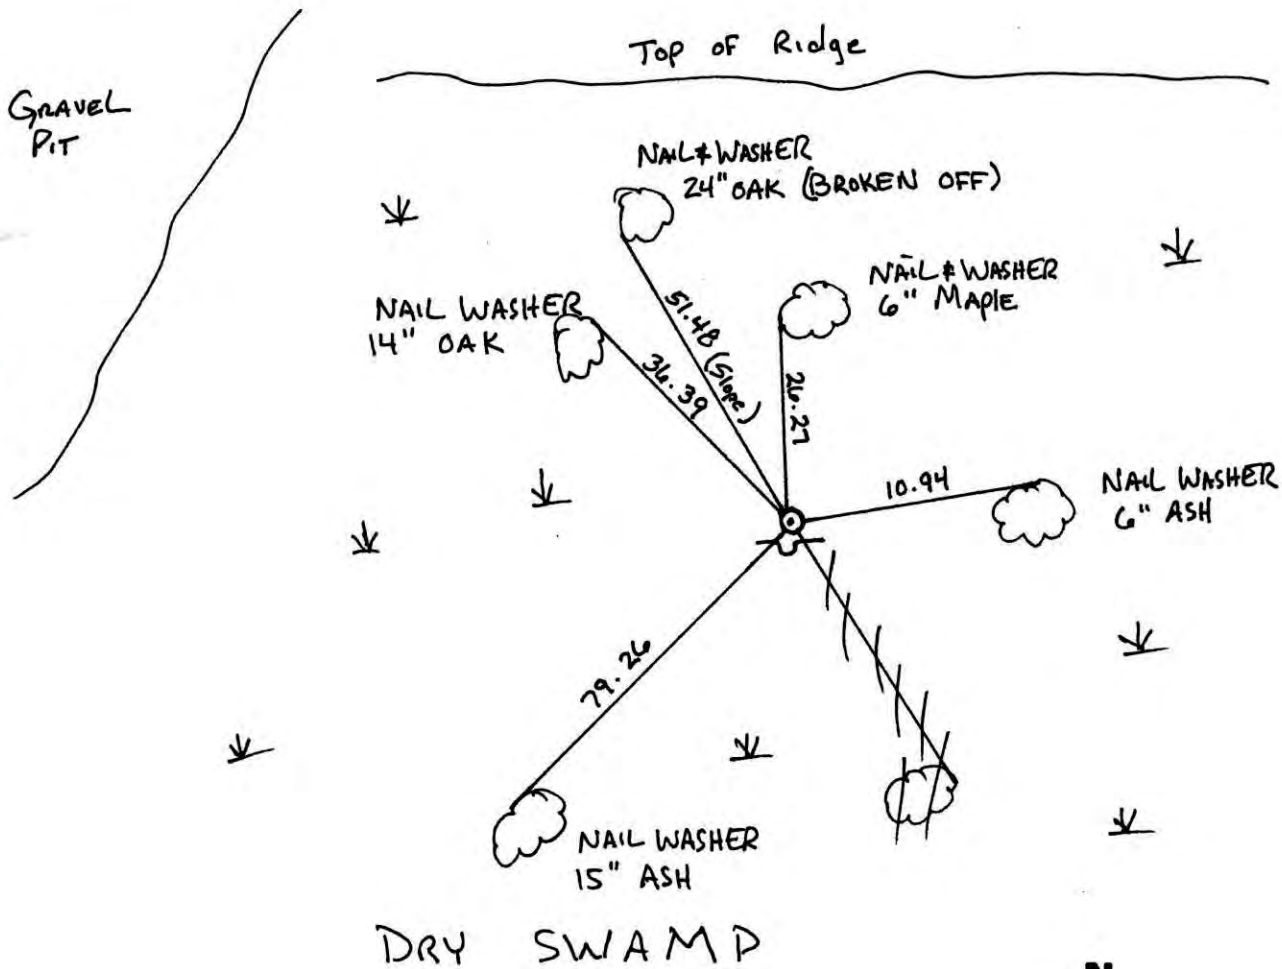 Top of Ridge
GRAVEL
PIT
NAIL & WASHER
24" OAK (BROKEN OFF)
NAIL & WASHER
6" MAPLE
NAIL WASHER
14" OAK
51.48 (Slope)
36.39
26.27
10.94
NAIL WASHER
6" ASH
79.26
NAIL WASHER
15" ASH
DRY SWAMP
N